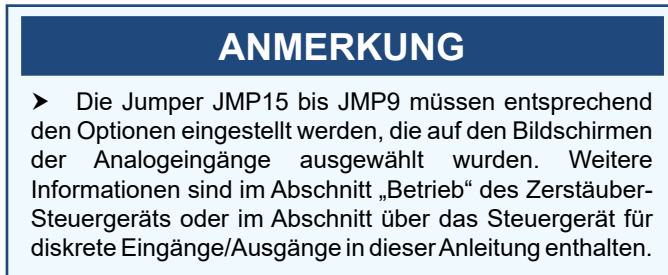 ANMERKUNG
➤ Die Jumper JMP15 bis JMP9 müssen entsprechend
den Optionen eingestellt werden, die auf den Bildschirmen
der Analogeingänge ausgewählt wurden. Weitere
Informationen sind im Abschnitt „Betrieb“ des Zerstäuber-
Steuergeräts oder im Abschnitt über das Steuergerät für
diskrete Eingänge/Ausgänge in dieser Anleitung enthalten.